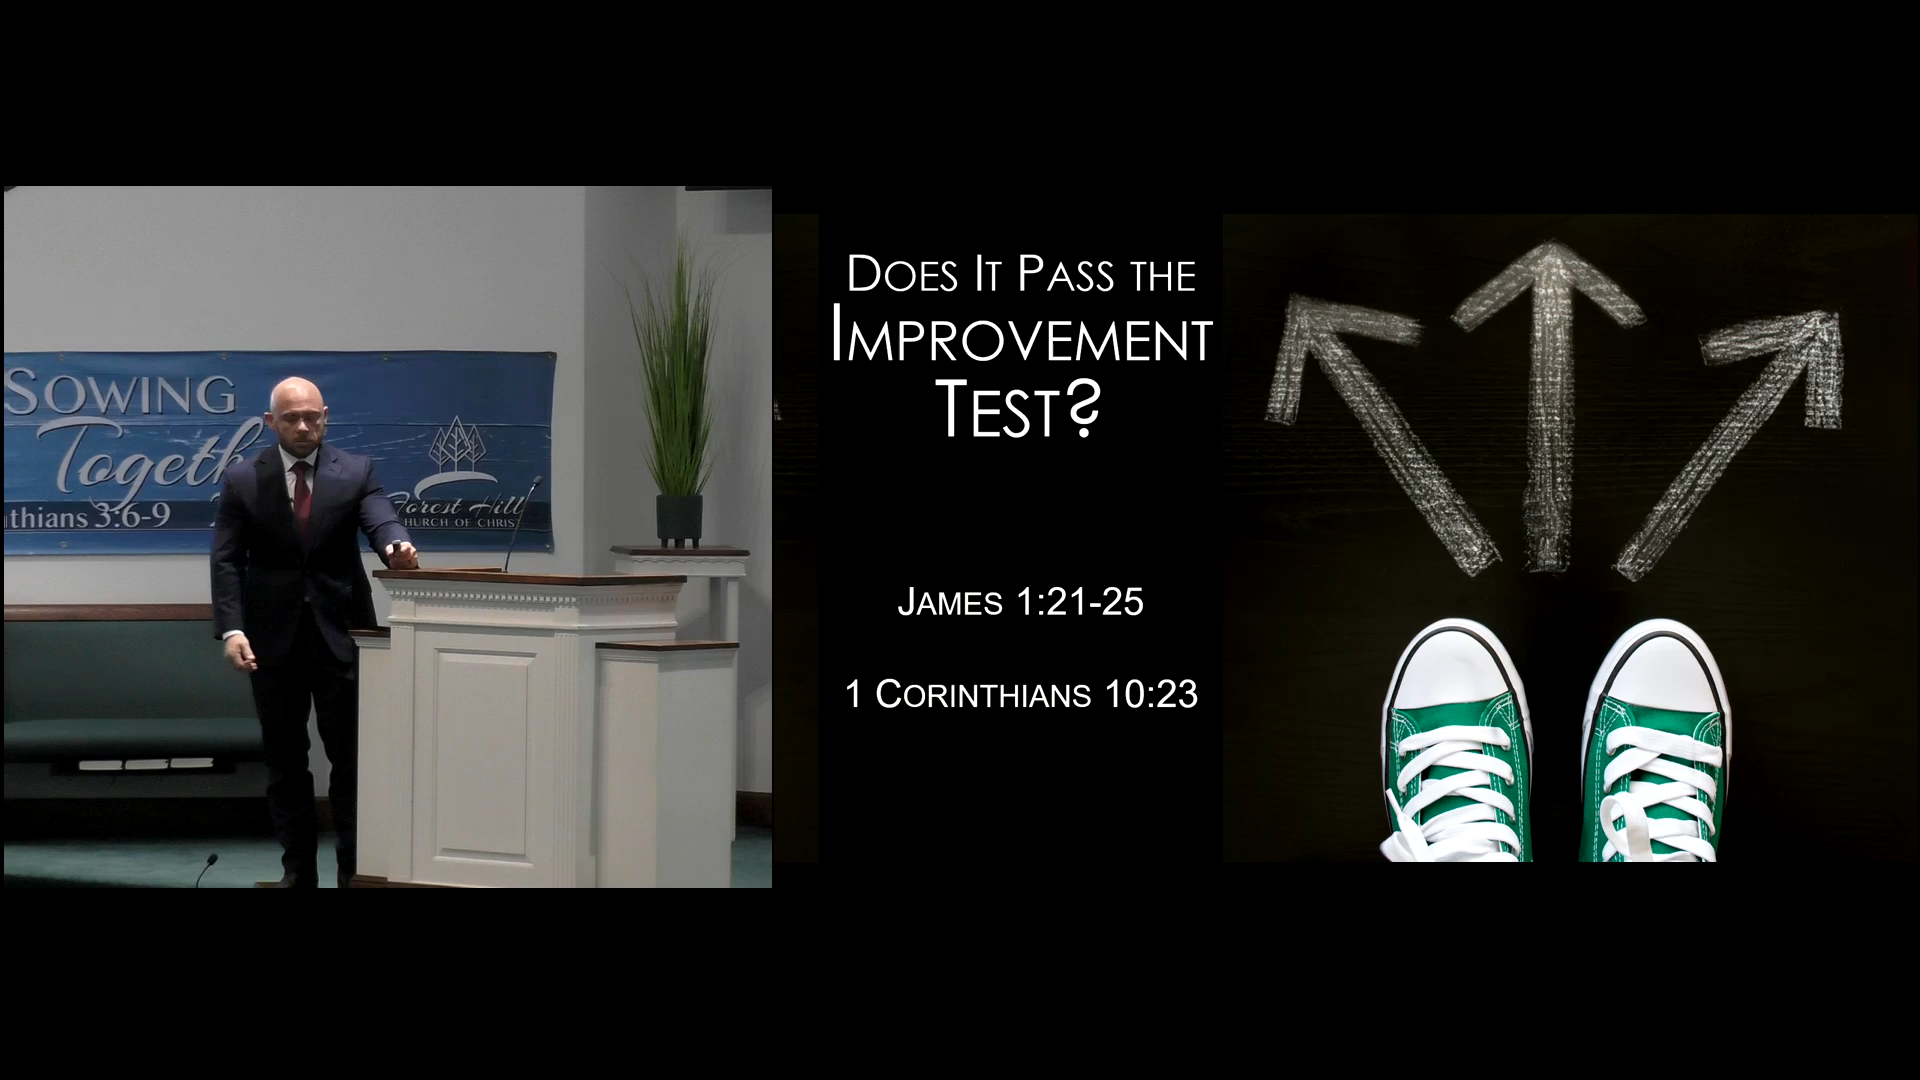 SOWING
Togeth
thians 3:6-9
Forest Hill
HURCH OF CHRIS
DOES IT PASS THE
IMPROVEMENT
TEST?
JAMES 1:21-25
1 CORINTHIANS 10:23